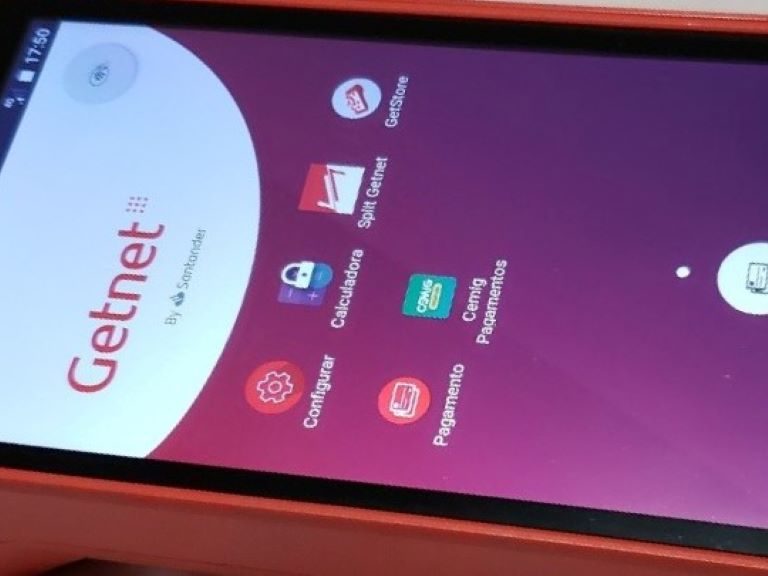 17:50
Getnet
By Santander
Configurar
Calculadora
Split Getnet
GetStore
Pagamento
Cemig
Pagamentos